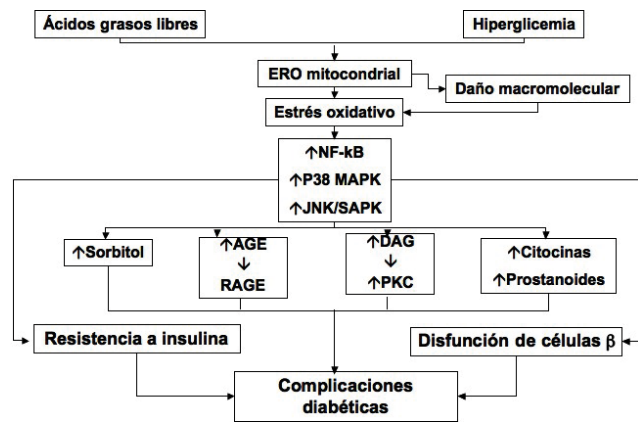 Ácidos grasos libres
Hiperglicemia
ERO mitocondrial
Daño macromolecular
Estrés oxidativo
↑NF-kB
↑P38 MAPK
↑JNK/SAPK
↑Sorbitol
↑AGE
↓
RAGE
↑DAG
↓
↑PKC
↑Citocinas
↑Prostanoides
Resistencia a insulina
Disfunción de células β
Complicaciones
diabéticas